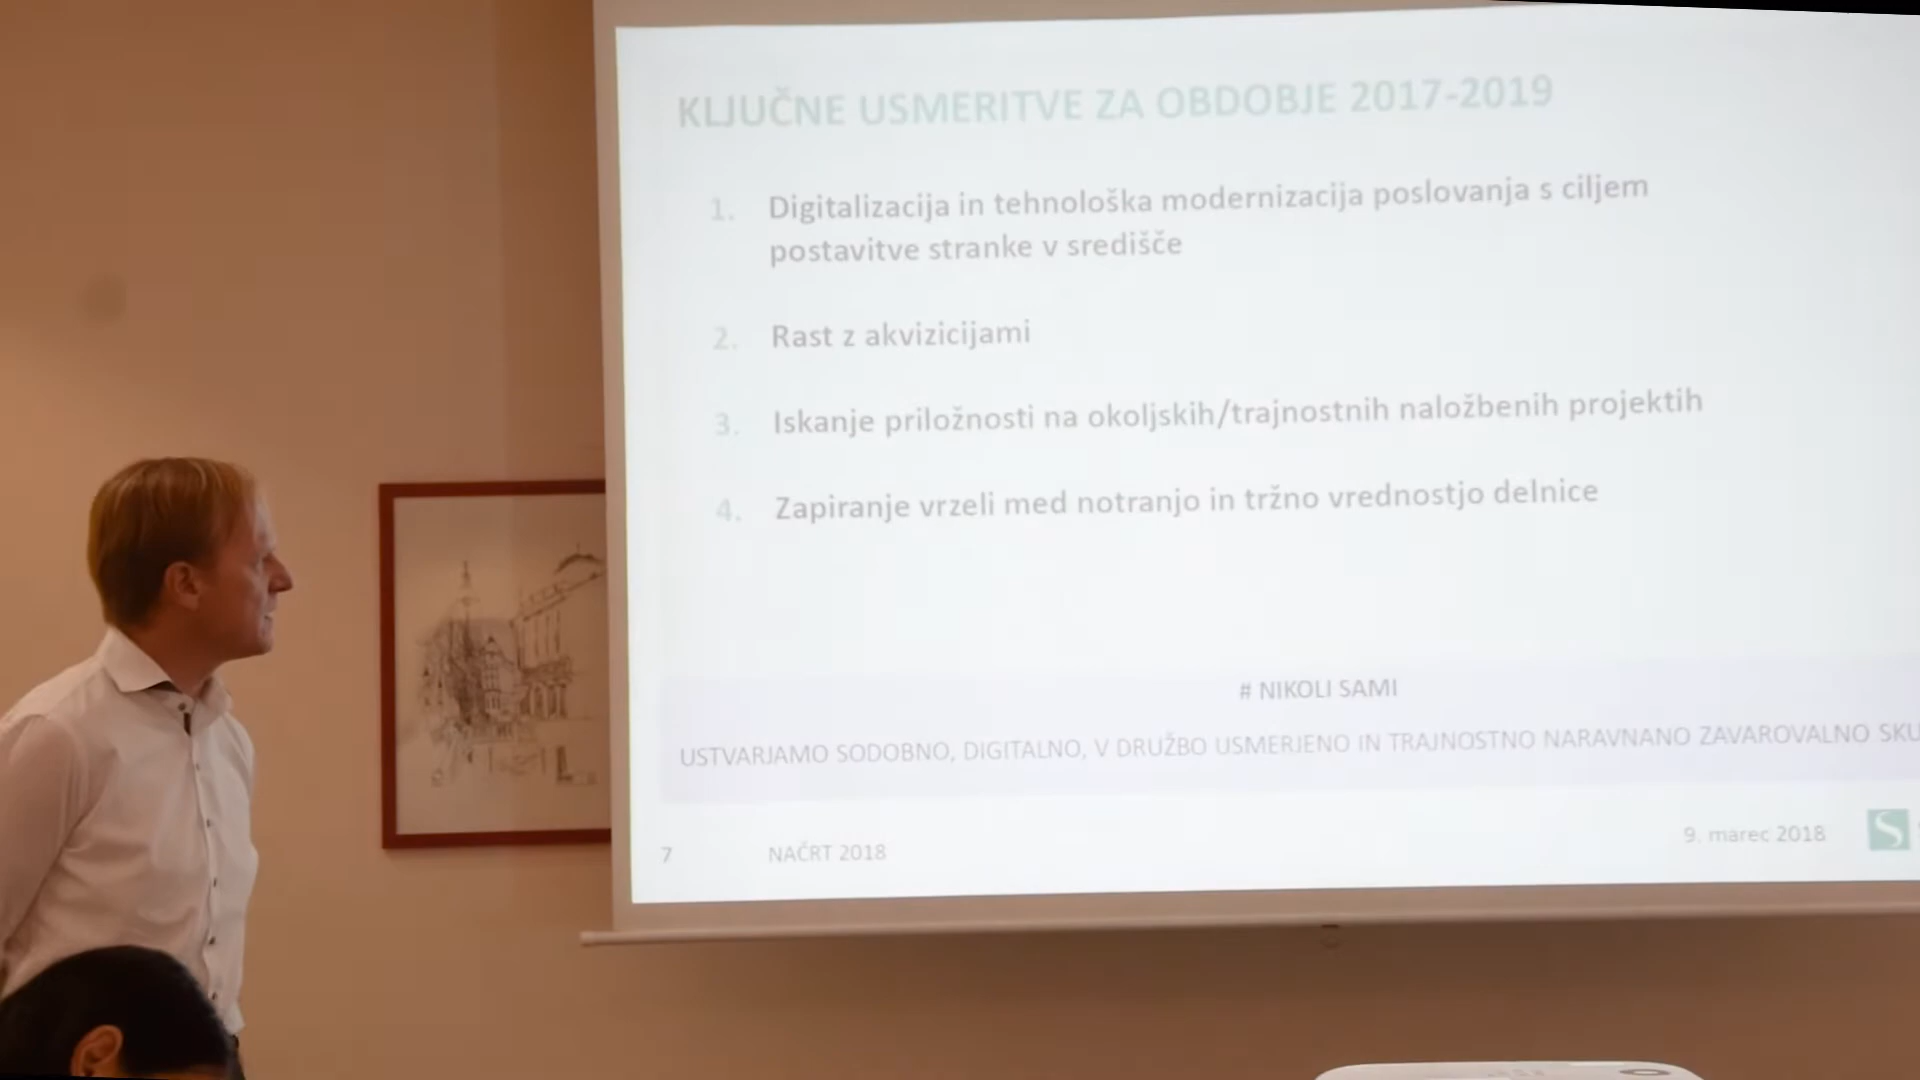 KLJUČNE USMERITVE ZA OBDOBJE 2017-2019
1. Digitalizacija in tehnološka modernizacija poslovanja s ciljem
postavitve stranke v središče
2. Rast z akvizicijami
3. Iskanje priložnosti na okoljskih/trajnostnih naložbenih projektih
4. Zapiranje vrzeli med notranjo in tržno vrednostjo delnice
# NIKOLI SAMI
USTVARJAMO SODOBNO, DIGITALNO, V DRUŽBO USMERJENO IN TRAJNOSTNO NARAVNANO ZAVAROVALNO SKU
7 NAČRT 2018 9. marec 2018 S